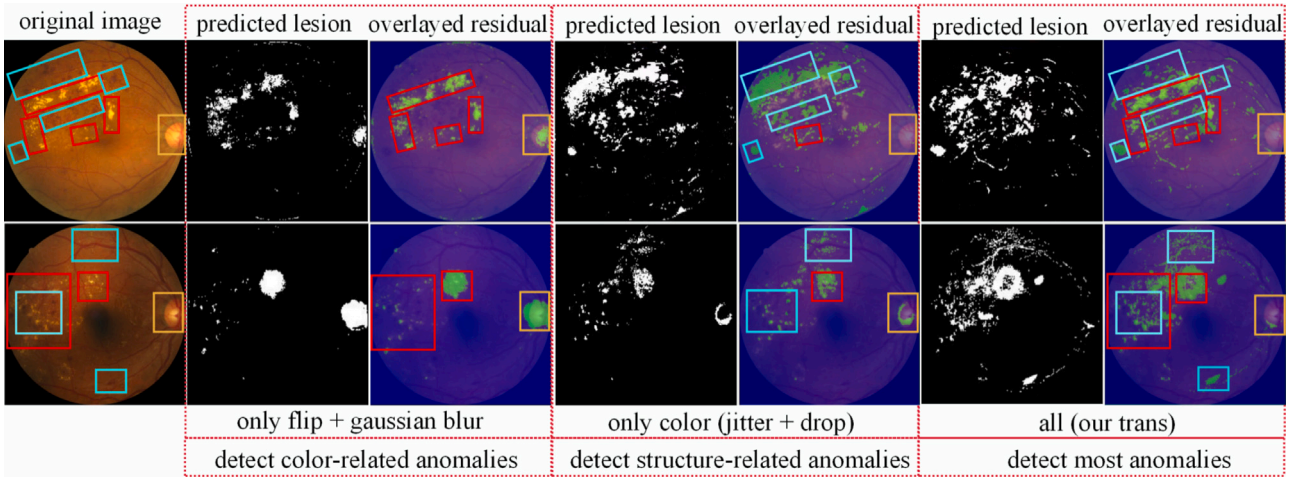 original image
predicted lesion
overlayed residual
predicted lesion
overlayed residual
predicted lesion
overlayed residual
only flip + gaussian blur
only color (jitter + drop)
all (our trans)
detect color-related anomalies
detect structure-related anomalies
detect most anomalies